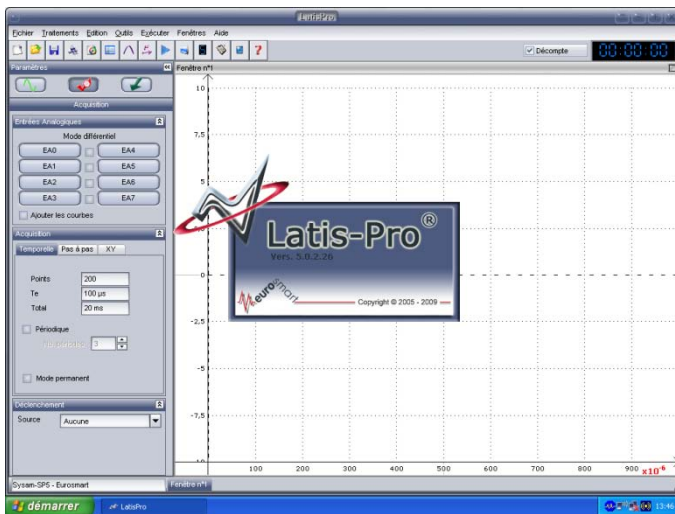 LatisPro
Fichier Traitements Edition Outils Exécuter Fenêtres Aide
Décompte 00:00:00
Paramètres
Fenêtre n°1
Acquisition
Entrées Analogiques
Mode différentiel
EA0 EA4
EA1 EA5
EA2 EA6
EA3 EA7
Ajouter les courbes
Acquisition
Temporelle Pas à pas XY
Points 200
Te 100 µs
Total 20 ms
Périodique
3
Mode permanent
Déclenchement
Source Aucune
10
7,5
5
0
-2,5
-5
-7,5
-10
Latis-Pro®
Vers. 5.0.2.26
eurosmart
Copyright © 2005 - 2009
100 200 300 400 500 600 700 800 900 x10-6
Sysam-SP5 - Eurosmart
Fenêtre n°1
démarrer
LatisPro
13:46